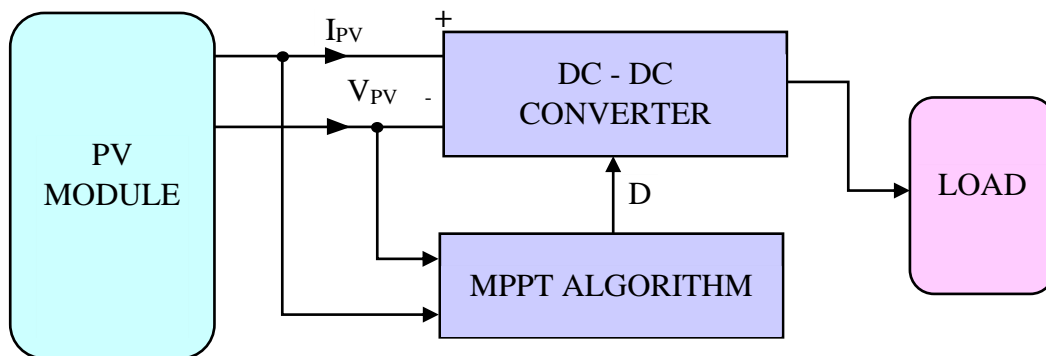 PV
MODULE
IPV
+
VPV
-
DC - DC
CONVERTER
D
MPPT ALGORITHM
LOAD